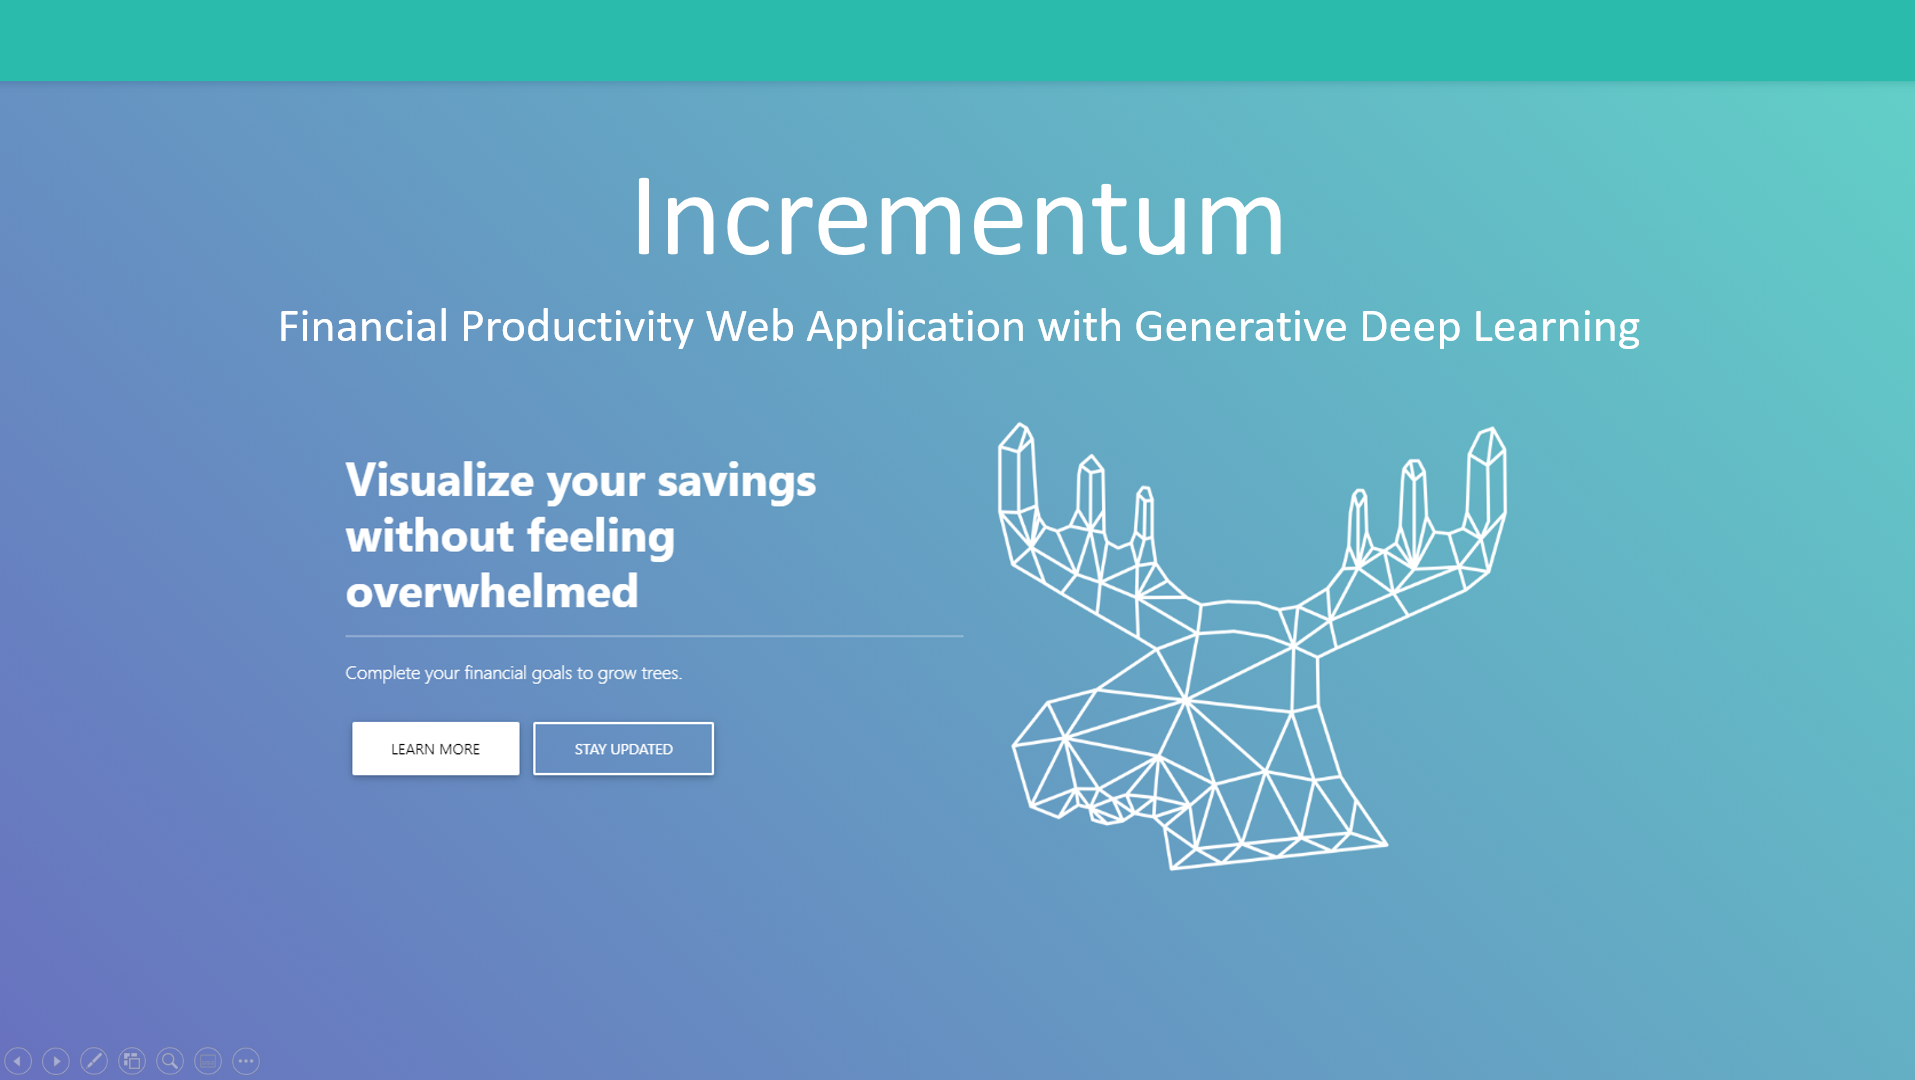 Incrementum
Financial Productivity Web Application with Generative Deep Learning
Visualize your savings
without feeling
overwhelmed
Complete your financial goals to grow trees.
LEARN MORE
STAY UPDATED